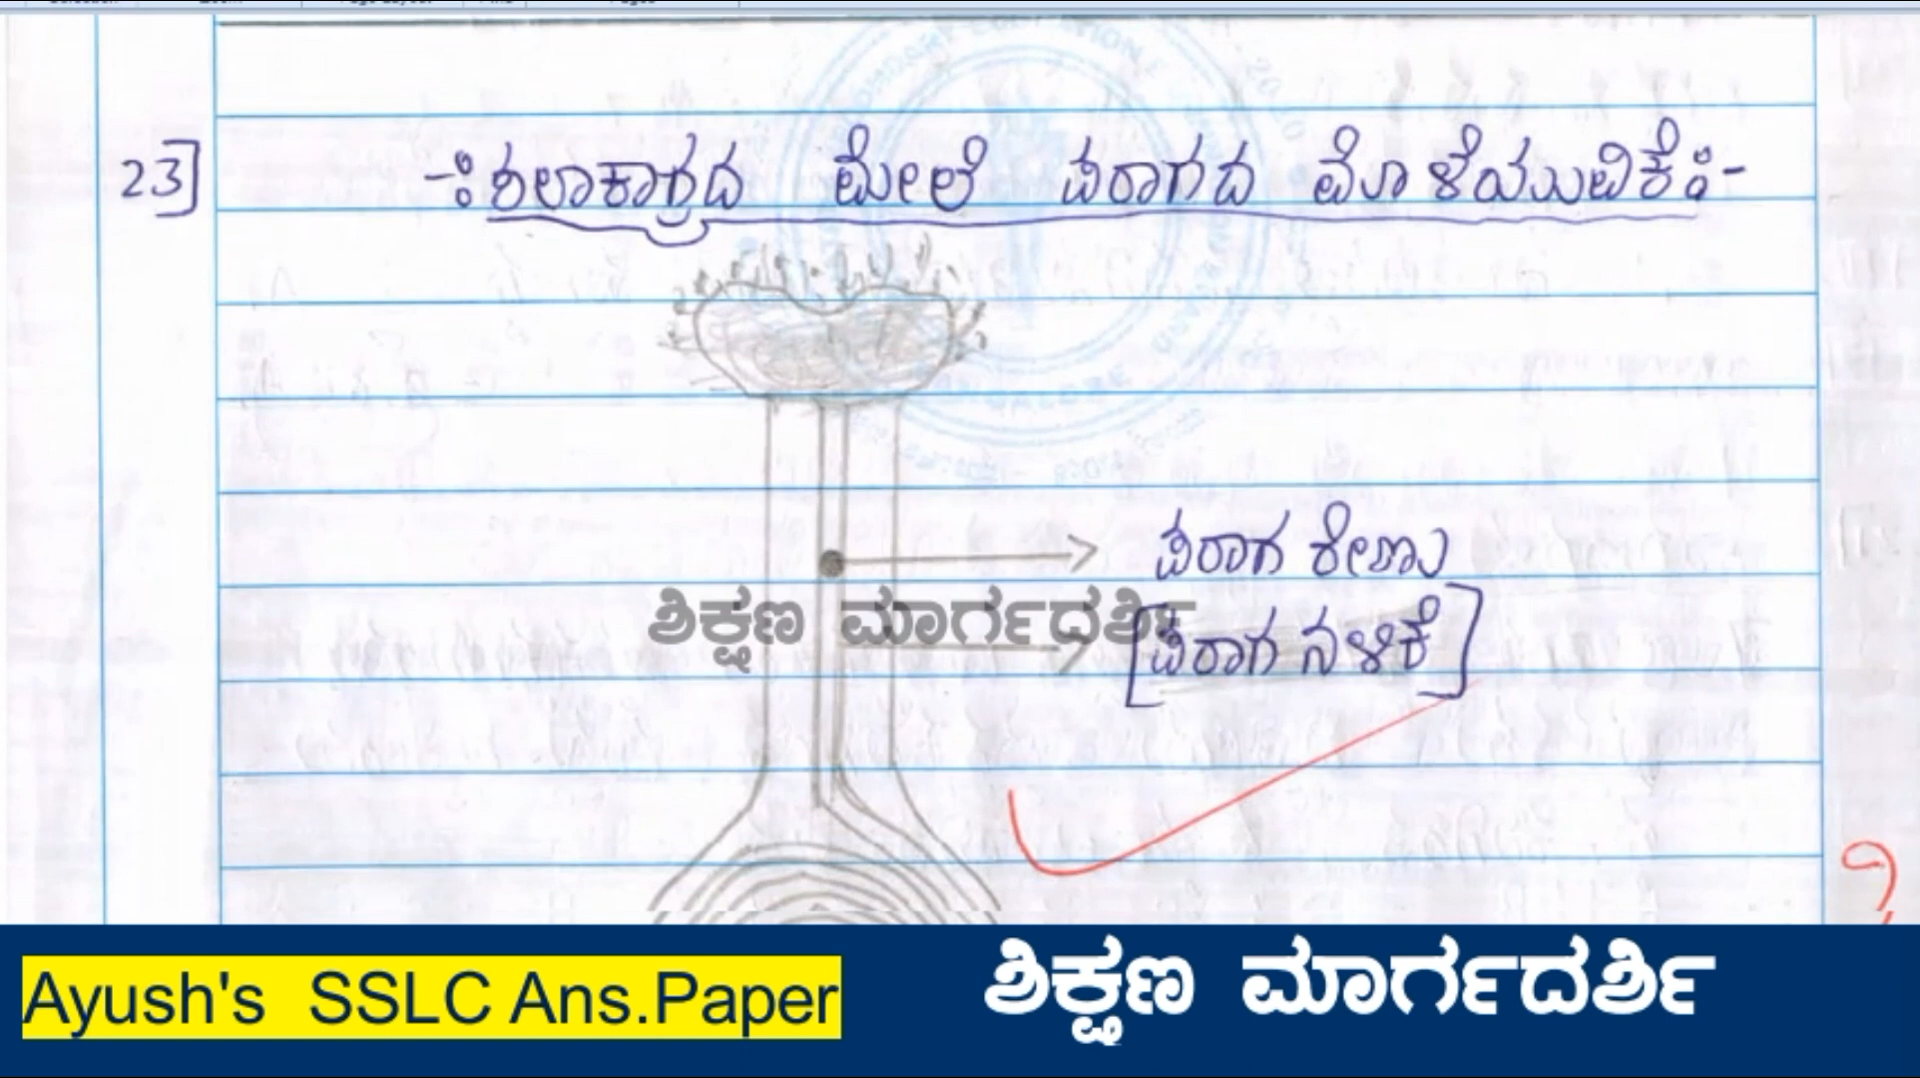 23]
-:ಶಲಾಕಾಗ್ರದ ಮೇಲೆ ಪರಾಗದ ಮೊಳೆಯುವಿಕೆ:-
ಪರಾಗ ರೇಣು
ಶಿಕ್ಷಣ ಮಾರ್ಗದರ್ಶಿ
[ಪರಾಗ ನಳಿಕೆ]
Ayush's SSLC Ans.Paper
ಶಿಕ್ಷಣ ಮಾರ್ಗದರ್ಶಿ